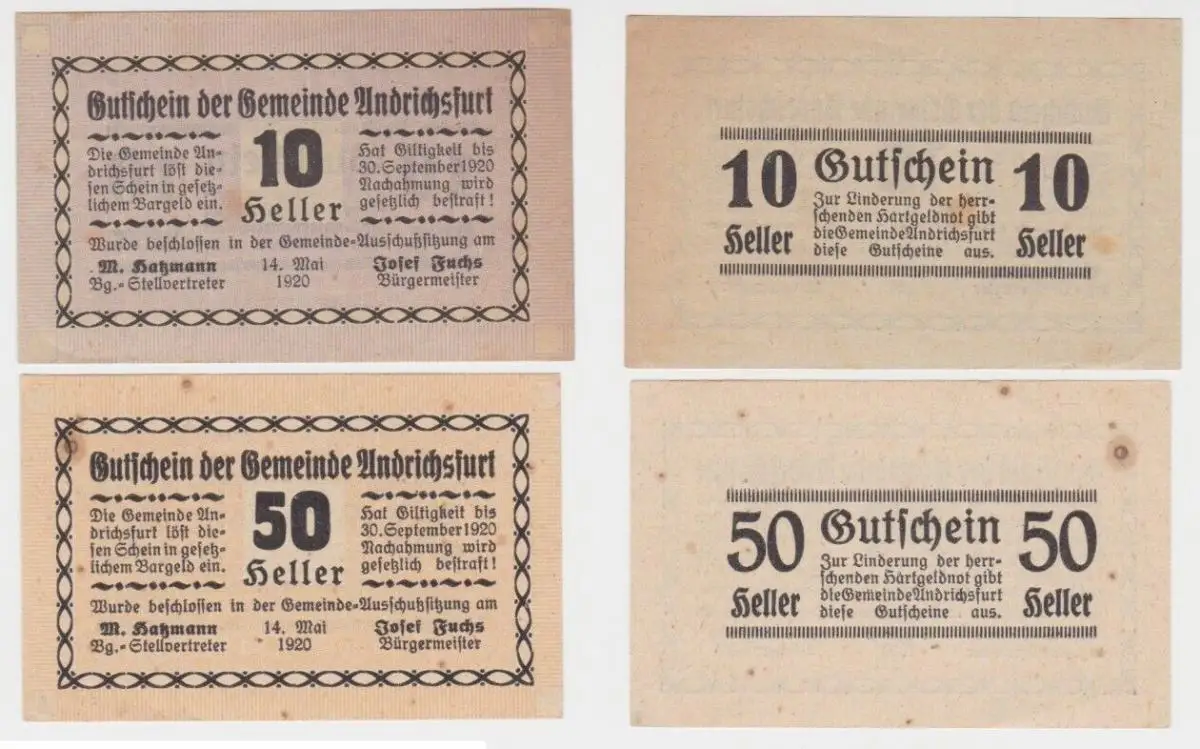 Gutschein der Gemeinde Andrichsfurt
Die Gemeinde An-
drichsfurt löst die-
sen Schein in gesetz-
lichem Bargeld ein.
10
Heller
Hat Giltigkeit bis
30. September 1920
Nachahmung wird
gesetzlich bestraft!
Wurde beschlossen in der Gemeinde-Ausschußsitzung am
M. Hatzmann 14. Mai Josef Fuchs
Bg.-Stellvertreter 1920 Bürgermeister
10
Heller
Gutschein
Zur Linderung der herr-
schenden Hartgeldnot gibt
die Gemeinde Andrichsfurt
diese Gutscheine aus.
10
Heller
Gutschein der Gemeinde Andrichsfurt
Die Gemeinde An-
drichsfurt löst die-
sen Schein in gesetz-
lichem Bargeld ein.
50
Heller
Hat Giltigkeit bis
30. September 1920
Nachahmung wird
gesetzlich bestraft!
Wurde beschlossen in der Gemeinde-Ausschußsitzung am
M. Hatzmann 14. Mai Josef Fuchs
Bg.-Stellvertreter 1920 Bürgermeister
50
Heller
Gutschein
Zur Linderung der herr-
schenden Hartgeldnot gibt
die Gemeinde Andrichsfurt
diese Gutscheine aus.
50
Heller